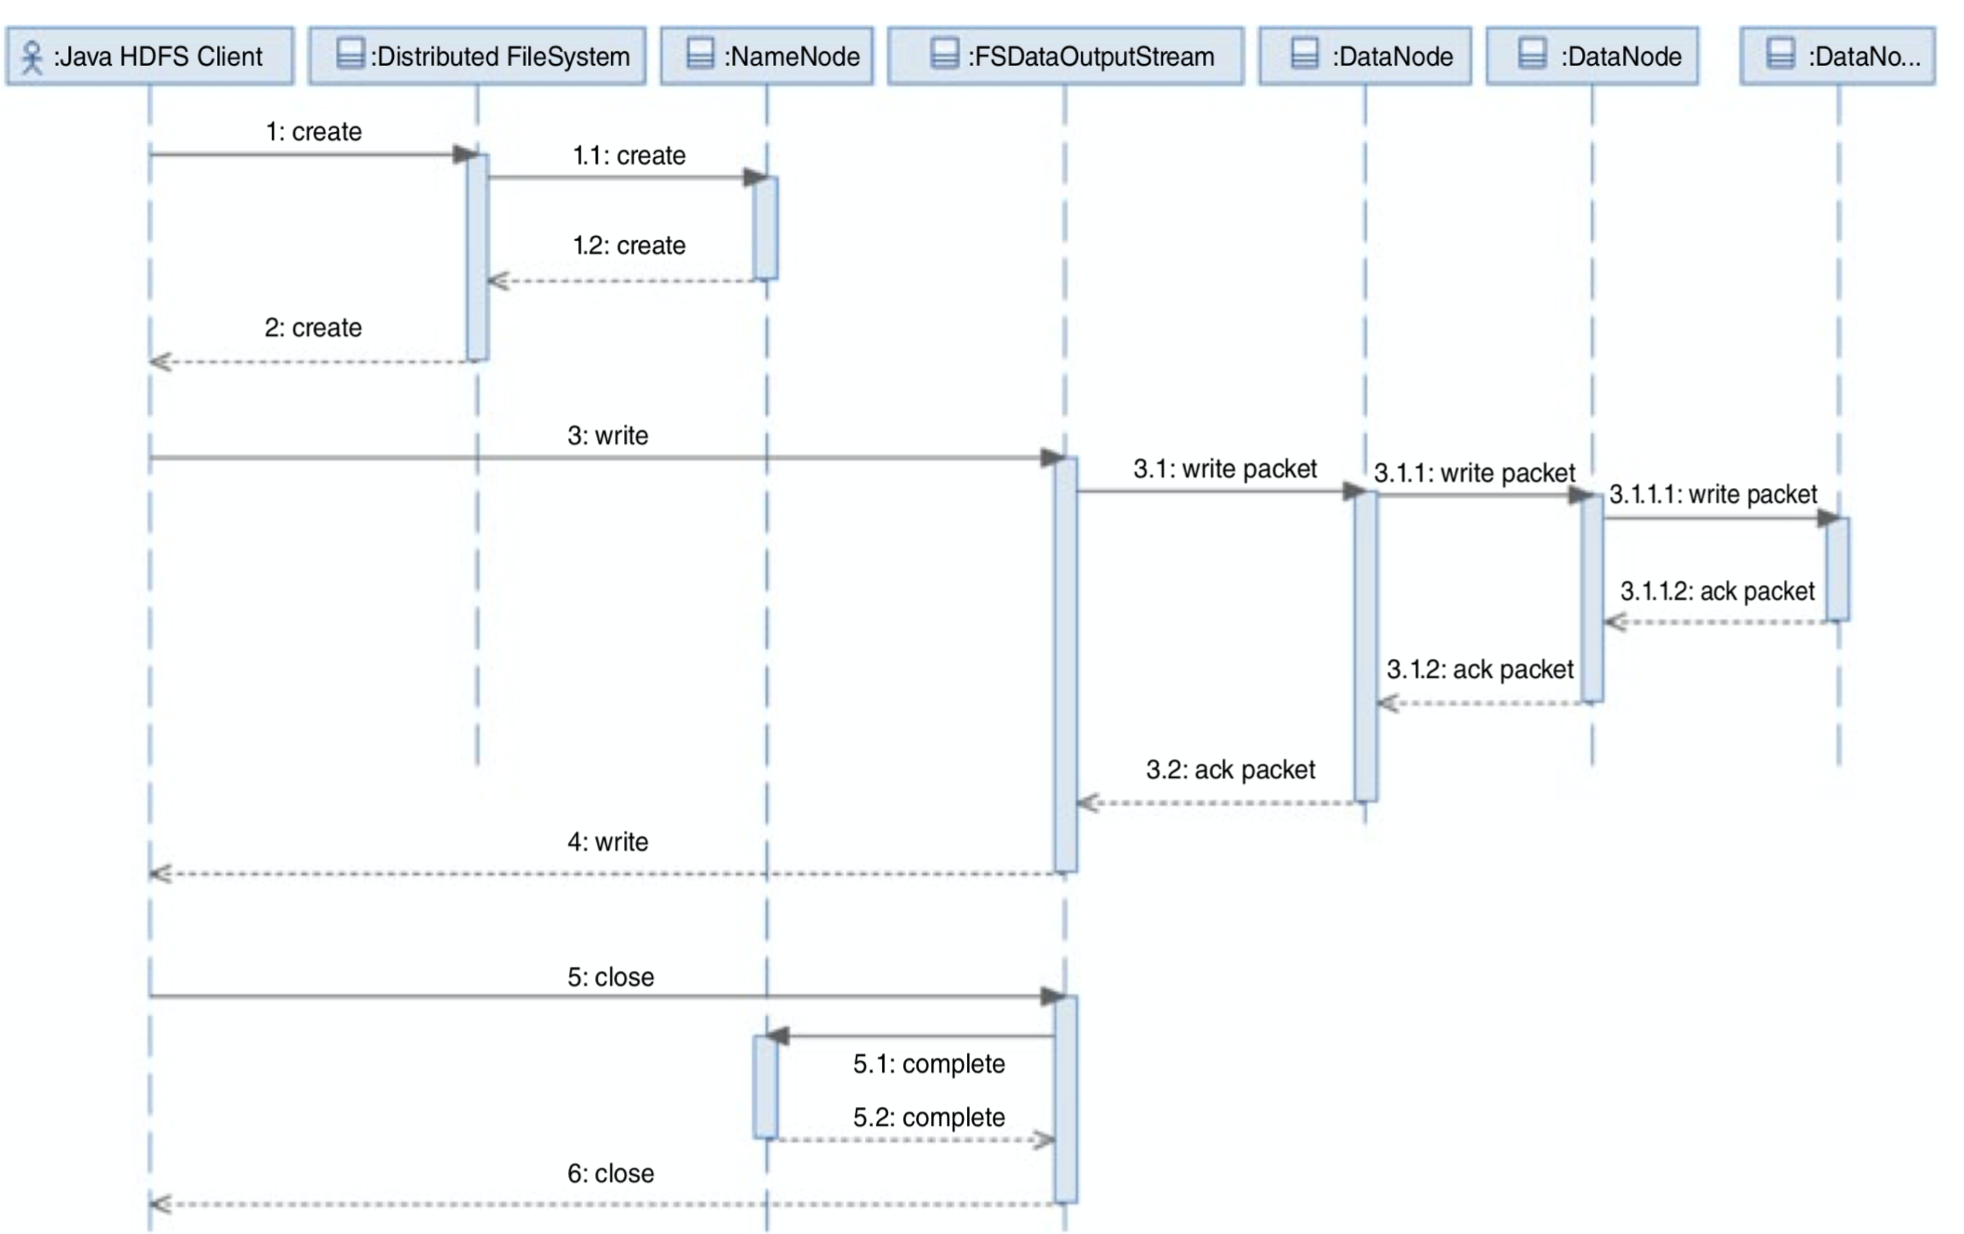 :Java HDFS Client
:Distributed FileSystem
:NameNode
:FSDataOutputStream
:DataNode
:DataNode
:DataNo...
1: create
1.1: create
1.2: create
2: create
3: write
3.1: write packet
3.1.1: write packet
3.1.1.1: write packet
3.1.1.2: ack packet
3.1.2: ack packet
3.2: ack packet
4: write
5: close
5.1: complete
5.2: complete
6: close